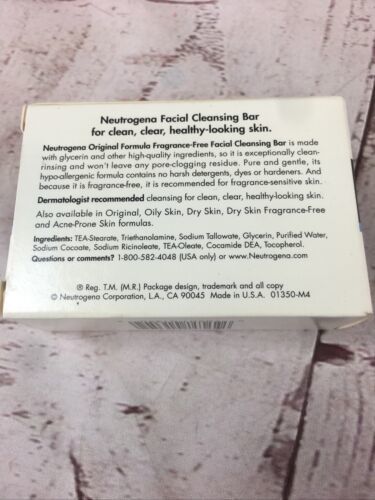 Neutrogena Facial Cleansing Bar
for clean, clear, healthy-looking skin.
Neutrogena Original Formula Fragrance-Free Facial Cleansing Bar is made
with glycerin and other high-quality ingredients, so it is exceptionally clean-
rinsing and won't leave any pore-clogging residue. Pure and gentle, its
hypo-allergenic formula contains no harsh detergents, dyes or hardeners. And
because it is fragrance-free, it is recommended for fragrance-sensitive skin.
Dermatologist recommended cleansing for clean, clear, healthy-looking skin.
Also available in Original, Oily Skin, Dry Skin, Dry Skin Fragrance-Free
and Acne-Prone Skin formulas.
Ingredients: TEA-Stearate, Triethanolamine, Sodium Tallowate, Glycerin, Purified Water,
Sodium Cocoate, Sodium Ricinoleate, TEA-Oleate, Cocamide DEA, Tocopherol.
Questions or comments? 1-800-582-4048 (USA only) or www.Neutrogena.com
® Reg. T.M. (M.R.) Package design, trademark and all copy
© Neutrogena Corporation, L.A., CA 90045 Made in U.S.A. 01350-M4